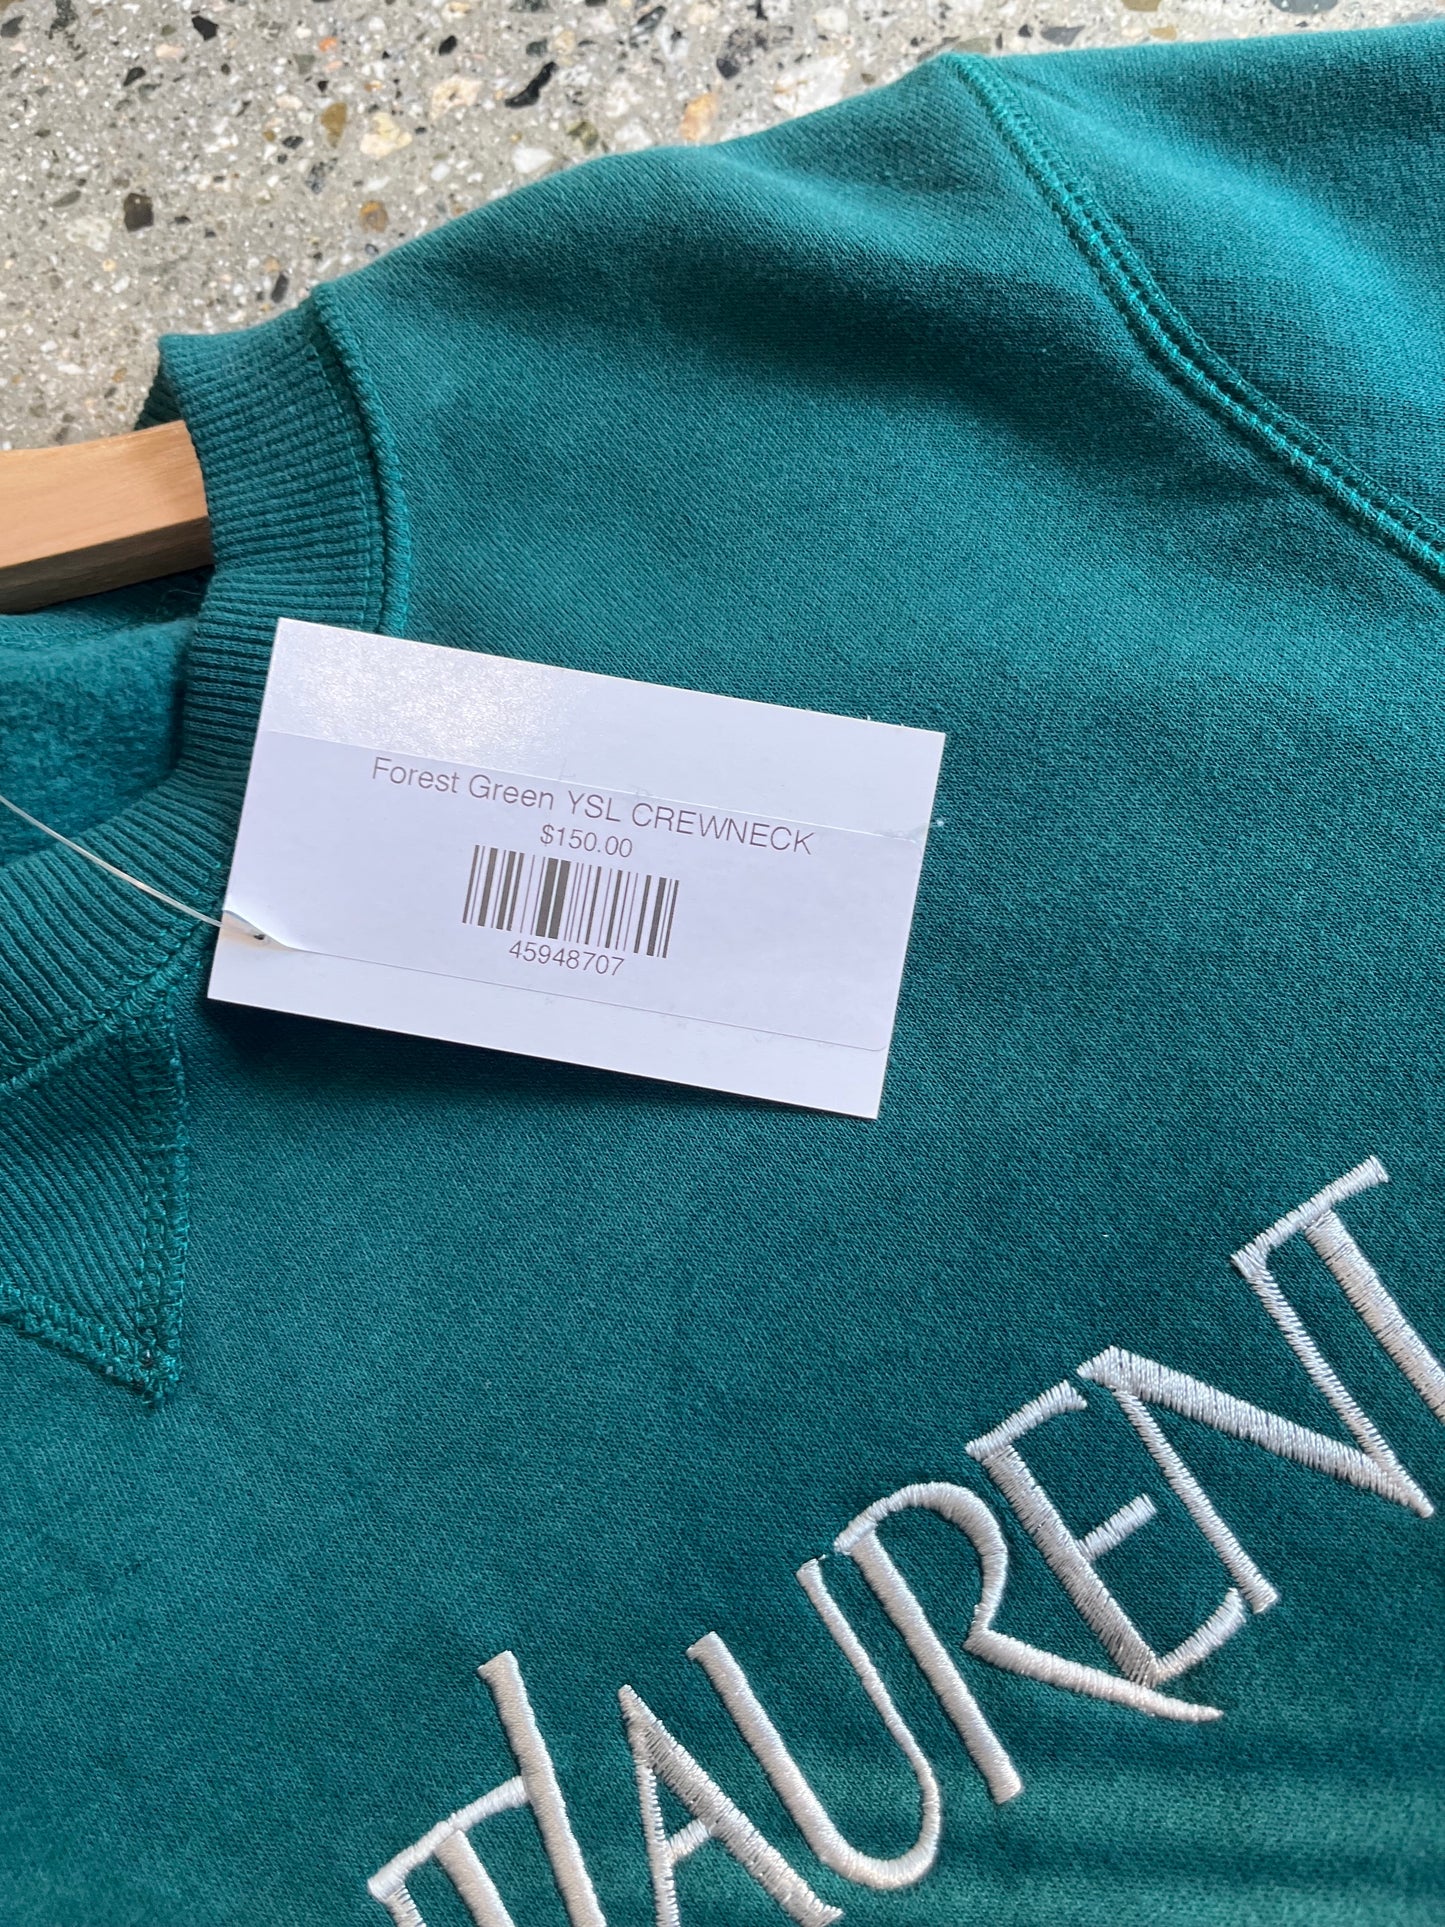 Forest Green YSL CREWNECK
$150.00
45948707
LAURENT